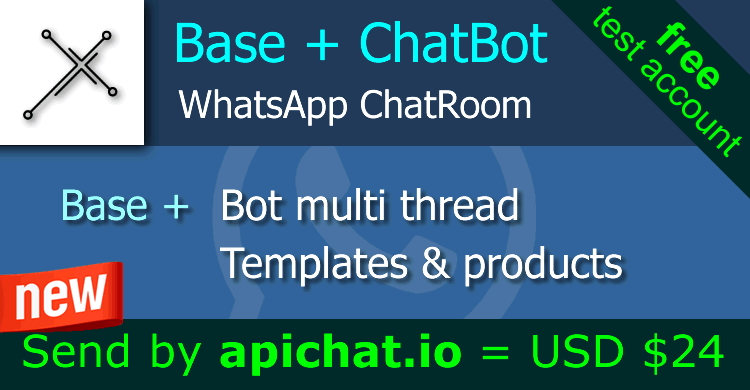 Base + ChatBot
free
test account
WhatsApp ChatRoom
Base + Bot multi thread
Templates & products
new
Send by apichat.io = USD $24